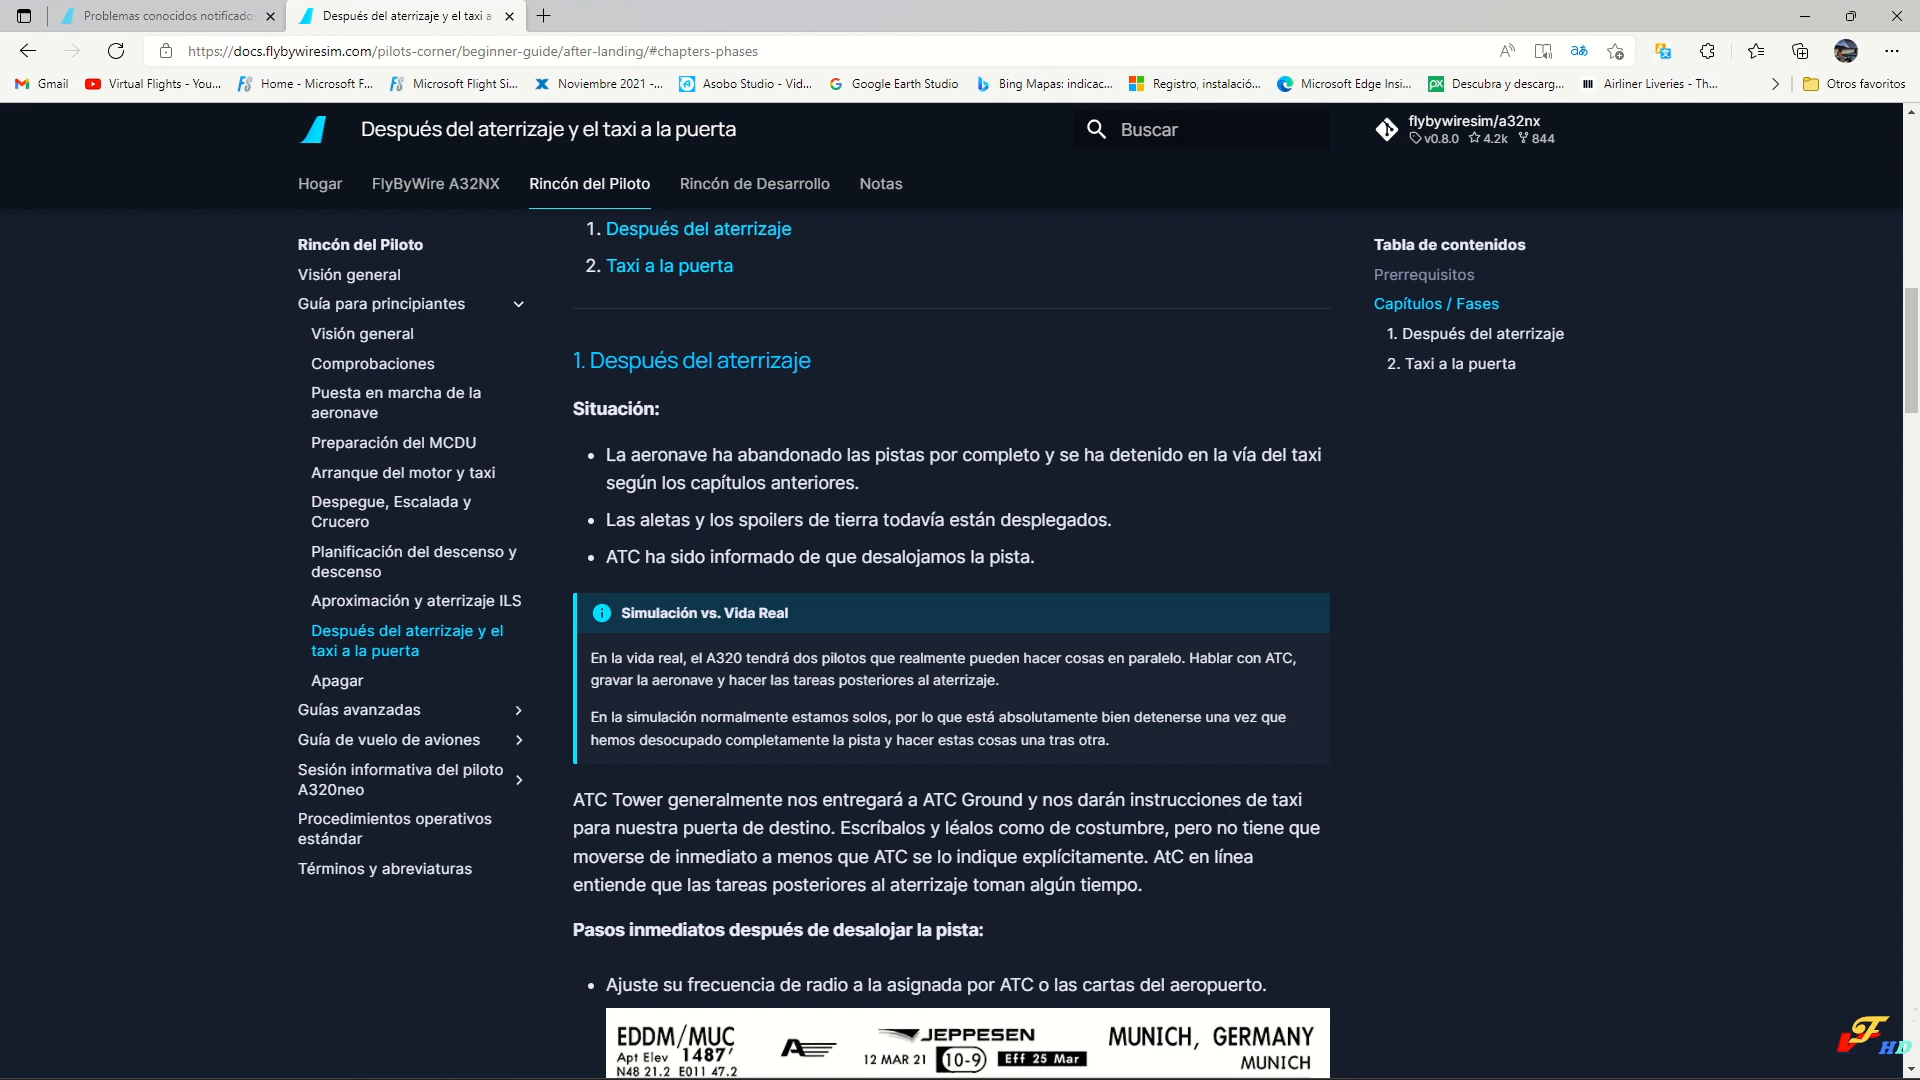 Problemas conocidos notificado
Después del aterrizaje y el taxi a
https://docs.flybywiresim.com/pilots-corner/beginner-guide/after-landing/#chapters-phases
Gmail
Virtual Flights - You...
Home - Microsoft F...
Microsoft Flight Si...
Noviembre 2021 -...
Asobo Studio - Vid...
Google Earth Studio
Bing Mapas: indicac...
Registro, instalació...
Microsoft Edge Insi...
Descubra y descarg...
Airliner Liveries - Th...
Otros favoritos
Después del aterrizaje y el taxi a la puerta
Buscar
flybywiresim/a32nx
v0.8.0 4.2k 844
Hogar
FlyByWire A32NX
Rincón del Piloto
Rincón de Desarrollo
Notas
Rincón del Piloto
Visión general
Guía para principiantes
Visión general
Comprobaciones
Puesta en marcha de la
aeronave
Preparación del MCDU
Arranque del motor y taxi
Despegue, Escalada y
Crucero
Planificación del descenso y
descenso
Aproximación y aterrizaje ILS
Después del aterrizaje y el
taxi a la puerta
Apagar
Guías avanzadas
Guía de vuelo de aviones
Sesión informativa del piloto
A320neo
Procedimientos operativos
estándar
Términos y abreviaturas
1. Después del aterrizaje
2. Taxi a la puerta
1. Después del aterrizaje
Situación:
• La aeronave ha abandonado las pistas por completo y se ha detenido en la vía del taxi
según los capítulos anteriores.
• Las aletas y los spoilers de tierra todavía están desplegados.
• ATC ha sido informado de que desalojamos la pista.
Simulación vs. Vida Real
En la vida real, el A320 tendrá dos pilotos que realmente pueden hacer cosas en paralelo. Hablar con ATC,
gravar la aeronave y hacer las tareas posteriores al aterrizaje.
En la simulación normalmente estamos solos, por lo que está absolutamente bien detenerse una vez que
hemos desocupado completamente la pista y hacer estas cosas una tras otra.
ATC Tower generalmente nos entregará a ATC Ground y nos darán instrucciones de taxi
para nuestra puerta de destino. Escríbalos y léalos como de costumbre, pero no tiene que
moverse de inmediato a menos que ATC se lo indique explícitamente. AtC en línea
entiende que las tareas posteriores al aterrizaje toman algún tiempo.
Pasos inmediatos después de desalojar la pista:
• Ajuste su frecuencia de radio a la asignada por ATC o las cartas del aeropuerto.
EDDM/MUC
Apt Elev 1487'
N48 21.2 E011 47.2
JEPPESEN
12 MAR 21 10-9 Eff 25 Mar
MUNICH, GERMANY
MUNICH
Tabla de contenidos
Prerrequisitos
Capítulos / Fases
1. Después del aterrizaje
2. Taxi a la puerta
VF HD